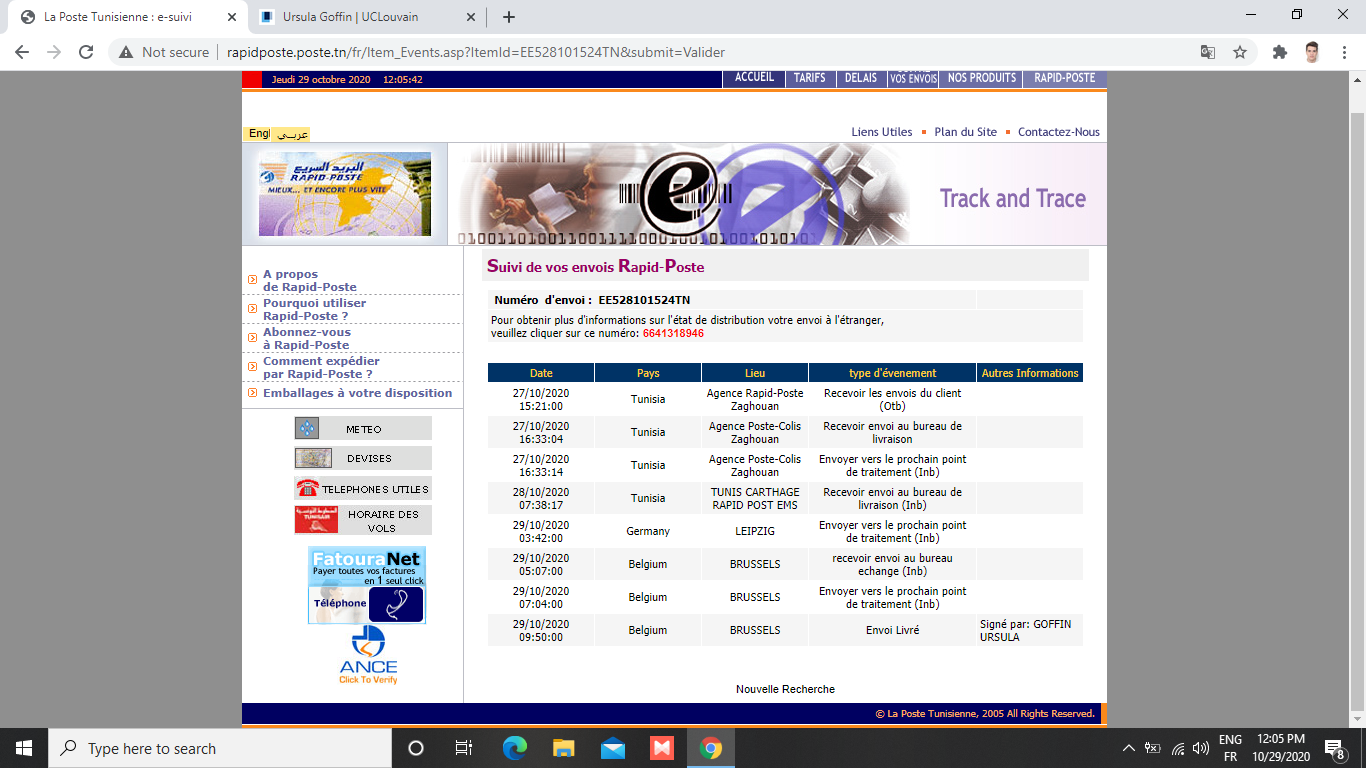 La Poste Tunisienne : e-suivi
Ursula Goffin | UCLouvain
Not secure
rapidposte.poste.tn/fr/Item_Events.asp?ItemId=EE528101524TN&submit=Valider
Jeudi 29 octobre 2020 12:05:42
ACCUEIL
TARIFS
DELAIS
VOS ENVOIS
NOS PRODUITS
RAPID-POSTE
Engl
عربي
Liens Utiles
Plan du Site
Contactez-Nous
البريد السريع
RAPID-POSTE
MIEUX... ET ENCORE PLUS VITE
Track and Trace
A propos
de Rapid-Poste
Pourquoi utiliser
Rapid-Poste ?
Abonnez-vous
à Rapid-Poste
Comment expédier
par Rapid-Poste ?
Emballages à votre disposition
METEO
DEVISES
TELEPHONES UTILES
HORAIRE DES
VOLS
FatouraNet
Payer toutes vos factures
en 1 seul click
Téléphone
ANCE
Click To Verify
Suivi de vos envois Rapid-Poste
Numéro d'envoi : EE528101524TN
Pour obtenir plus d'informations sur l'état de distribution votre envoi à l'étranger,
veuillez cliquer sur ce numéro: 6641318946
Date Pays Lieu type d'évenement Autres Informations
27/10/2020 Agence Rapid-Poste Recevoir les envois du client
15:21:00 Tunisia Zaghouan (Otb)
27/10/2020 Agence Poste-Colis Recevoir envoi au bureau de
16:33:04 Tunisia Zaghouan livraison
27/10/2020 Agence Poste-Colis Envoyer vers le prochain point
16:33:14 Tunisia Zaghouan de traitement (Inb)
28/10/2020 TUNIS CARTHAGE Recevoir envoi au bureau de
07:38:17 Tunisia RAPID POST EMS livraison (Inb)
29/10/2020 Envoyer vers le prochain point
03:42:00 Germany LEIPZIG de traitement (Inb)
29/10/2020 recevoir envoi au bureau
05:07:00 Belgium BRUSSELS echange (Inb)
29/10/2020 Envoyer vers le prochain point
07:04:00 Belgium BRUSSELS de traitement (Inb)
29/10/2020 Signé par: GOFFIN
09:50:00 Belgium BRUSSELS Envoi Livré URSULA
Nouvelle Recherche
© La Poste Tunisienne, 2005 All Rights Reserved.
Type here to search
ENG
FR
12:05 PM
10/29/2020
8